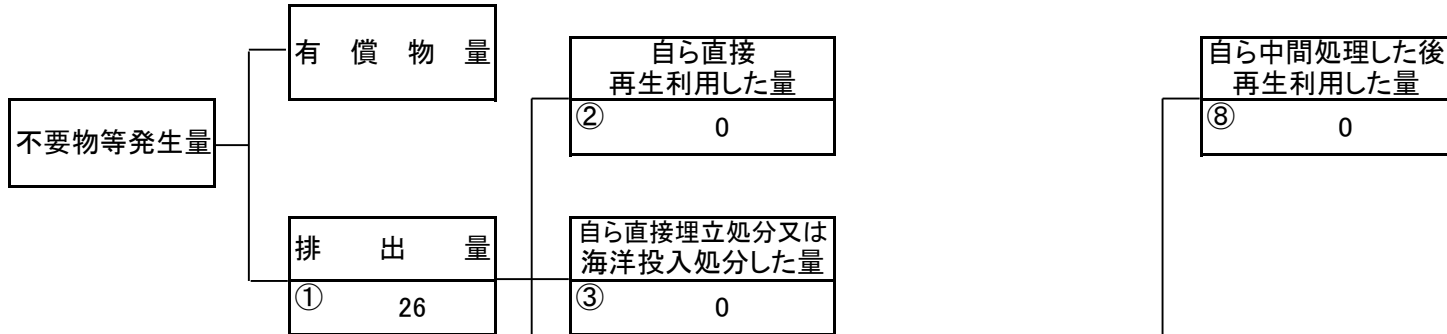 有償物量
自ら直接
再生利用した量
② 0
自ら中間処理した後
再生利用した量
⑧ 0
不要物等発生量
排出量
① 26
自ら直接埋立処分又は
海洋投入処分した量
③ 0